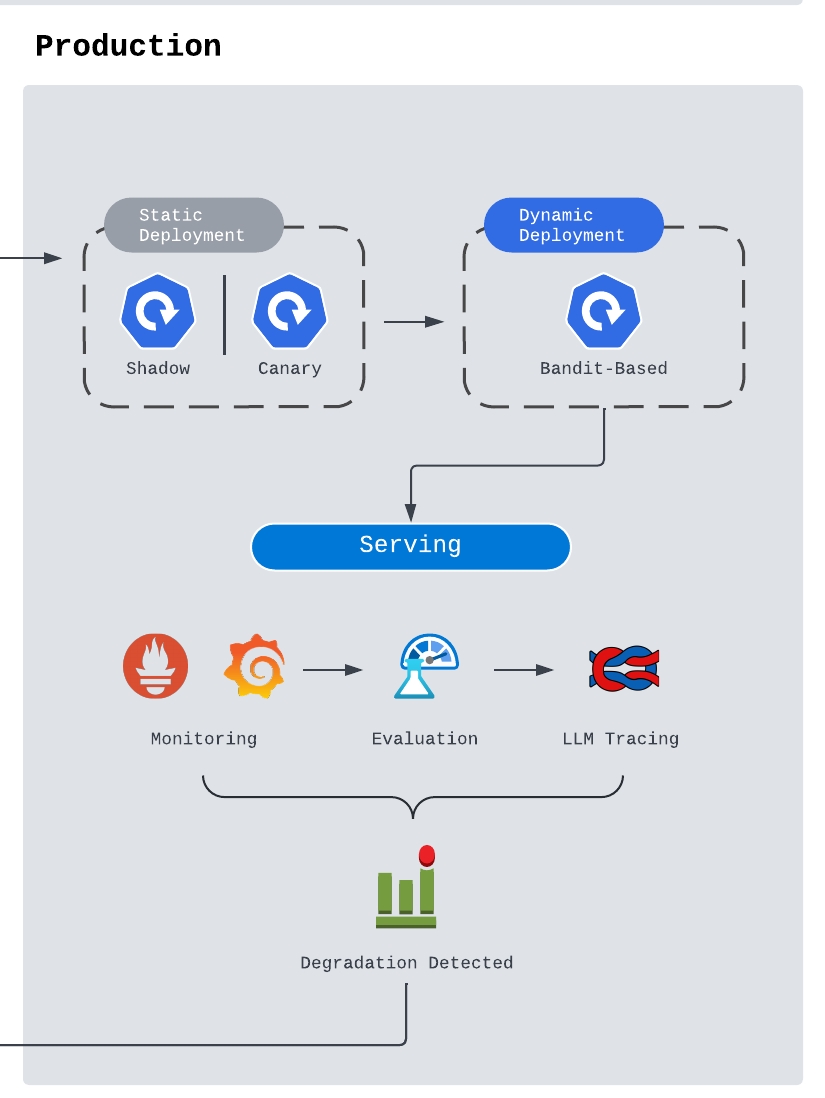 Production
Static
Deployment
Dynamic
Deployment
Shadow
Canary
Bandit-Based
Serving
Monitoring
Evaluation
LLM Tracing
Degradation Detected